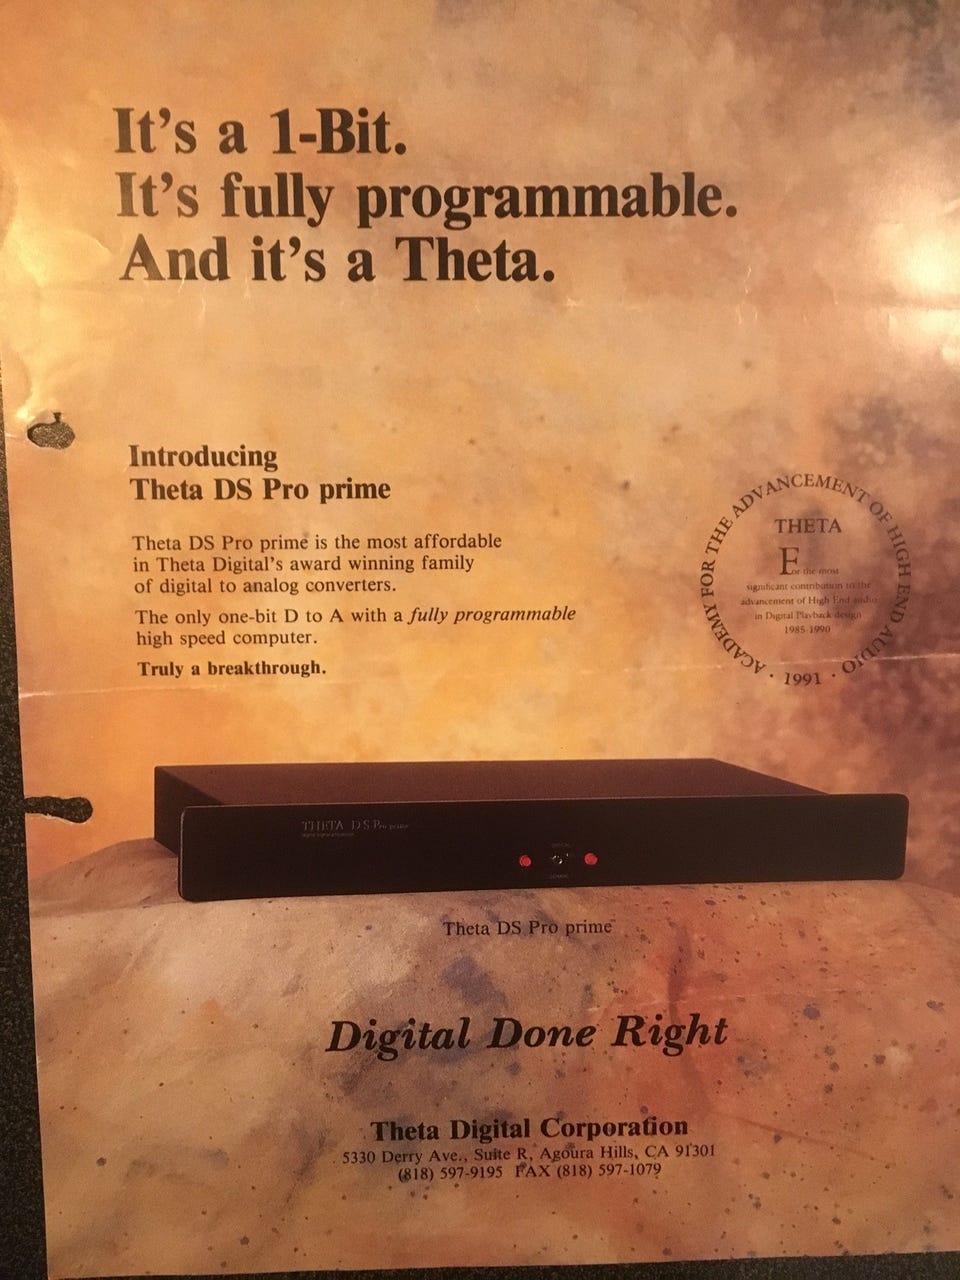 It's a 1-Bit.
It's fully programmable.
And it's a Theta.
Introducing
Theta DS Pro prime
Theta DS Pro prime is the most affordable
in Theta Digital's award winning family
of digital to analog converters.
The only one-bit D to A with a fully programmable
high speed computer.
Truly a breakthrough.
ACADEMY FOR THE ADVANCEMENT OF HIGH END AUDIO
· 1991 ·
THETA
For the most
significant contribution to the
advancement of High End audio
in Digital Playback design
1985-1990
THETA DS Pro prime
Theta DS Pro prime™
Digital Done Right
Theta Digital Corporation
5330 Derry Ave., Suite R, Agoura Hills, CA 91301
(818) 597-9195 FAX (818) 597-1079